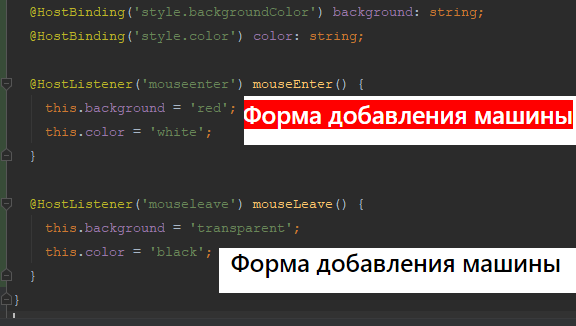 @HostBinding('style.backgroundColor') background: string;
@HostBinding('style.color') color: string;
@HostListener('mouseenter') mouseEnter() {
this.background = 'red';
Форма добавления машины
this.color = 'white';
}
@HostListener('mouseleave') mouseLeave() {
this.background = 'transparent';
this.color = 'black';
Форма добавления машины
}
}